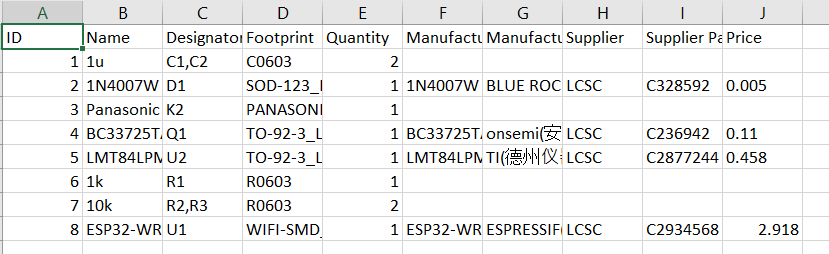 A B C D E F G H I J
ID Name Designator Footprint Quantity Manufactu Manufactu Supplier Supplier Pa Price
1 1u C1,C2 C0603 2
2 1N4007W D1 SOD-123_ 1 1N4007W BLUE ROC LCSC C328592 0.005
3 Panasonic K2 PANASONI 1
4 BC33725TA Q1 TO-92-3_L 1 BC33725TA onsemi(安 LCSC C236942 0.11
5 LMT84LPM U2 TO-92-3_L 1 LMT84LPM TI(德州仪 LCSC C2877244 0.458
6 1k R1 R0603 1
7 10k R2,R3 R0603 2
8 ESP32-WR U1 WIFI-SMD_ 1 ESP32-WR ESPRESSIF( LCSC C2934568 2.918